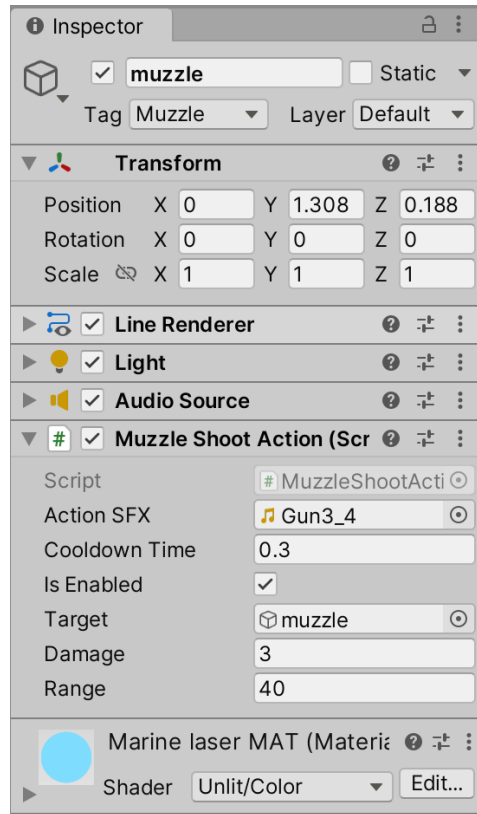 Inspector
muzzle Static
Tag Muzzle Layer Default
Transform
Position X 0 Y 1.308 Z 0.188
Rotation X 0 Y 0 Z 0
Scale X 1 Y 1 Z 1
Line Renderer
Light
Audio Source
# Muzzle Shoot Action (Scr
Script # MuzzleShootActi
Action SFX Gun3_4
Cooldown Time 0.3
Is Enabled
Target muzzle
Damage 3
Range 40
Marine laser MAT (Materia
Shader Unlit/Color Edit...